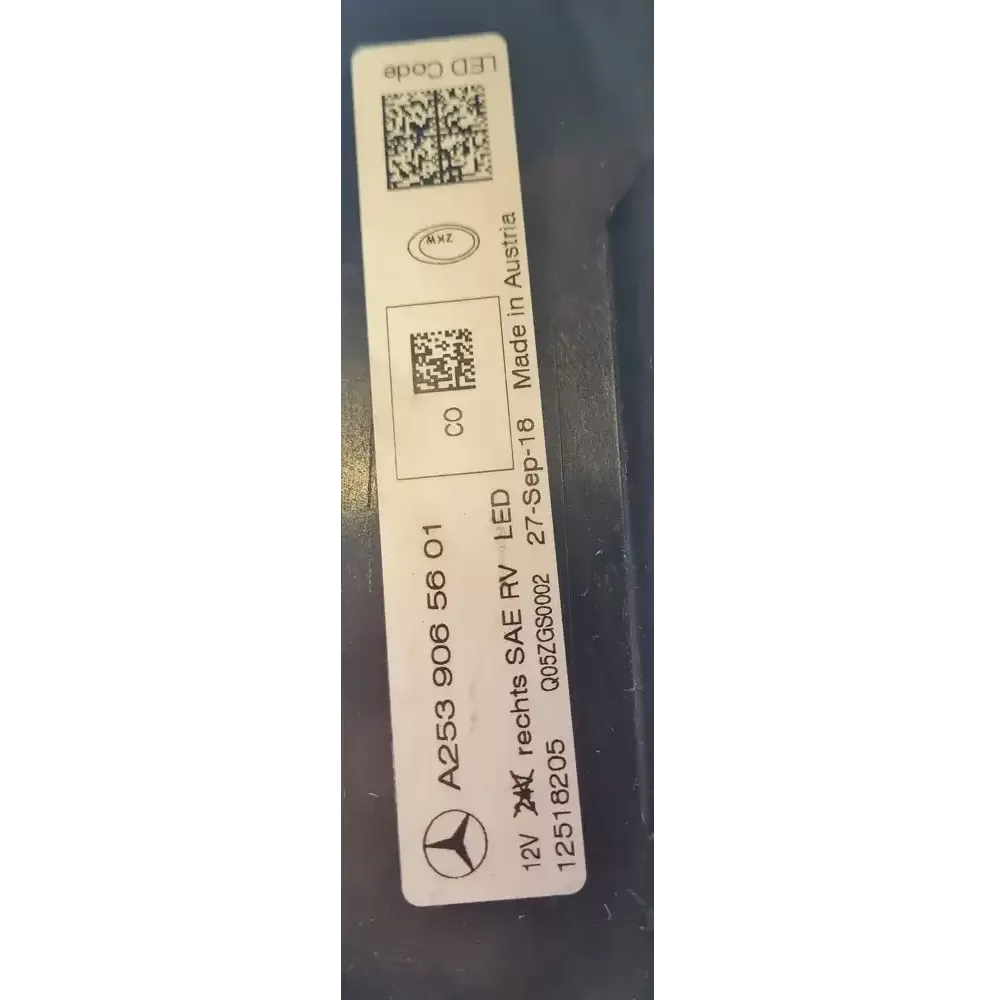 A253 906 56 01
12V 24V rechts SAE RV LED
12518205 Q05ZGS0002 27-Sep-18 Made in Austria
CO
ZKW
LED Code